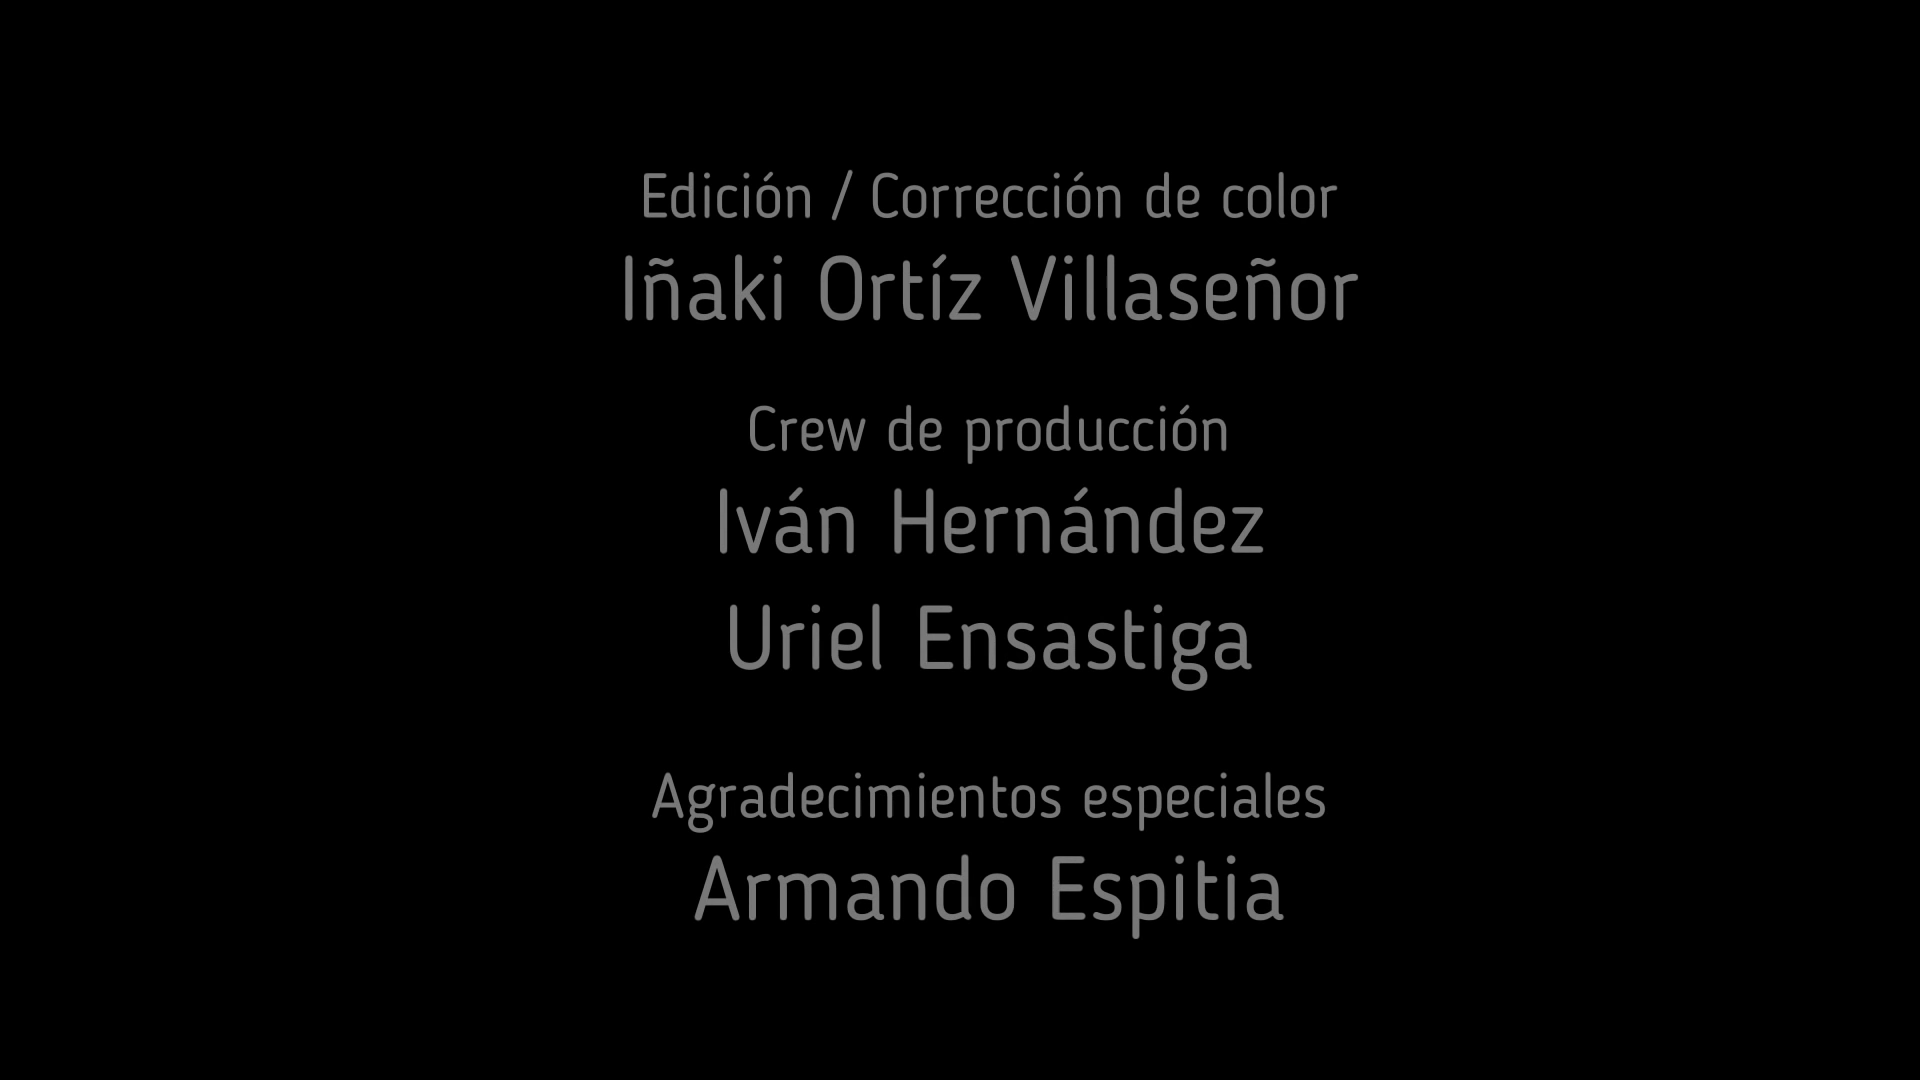 Edición / Corrección de color
Iñaki Ortíz Villaseñor
Crew de producción
Iván Hernández
Uriel Ensastiga
Agradecimientos especiales
Armando Espitia